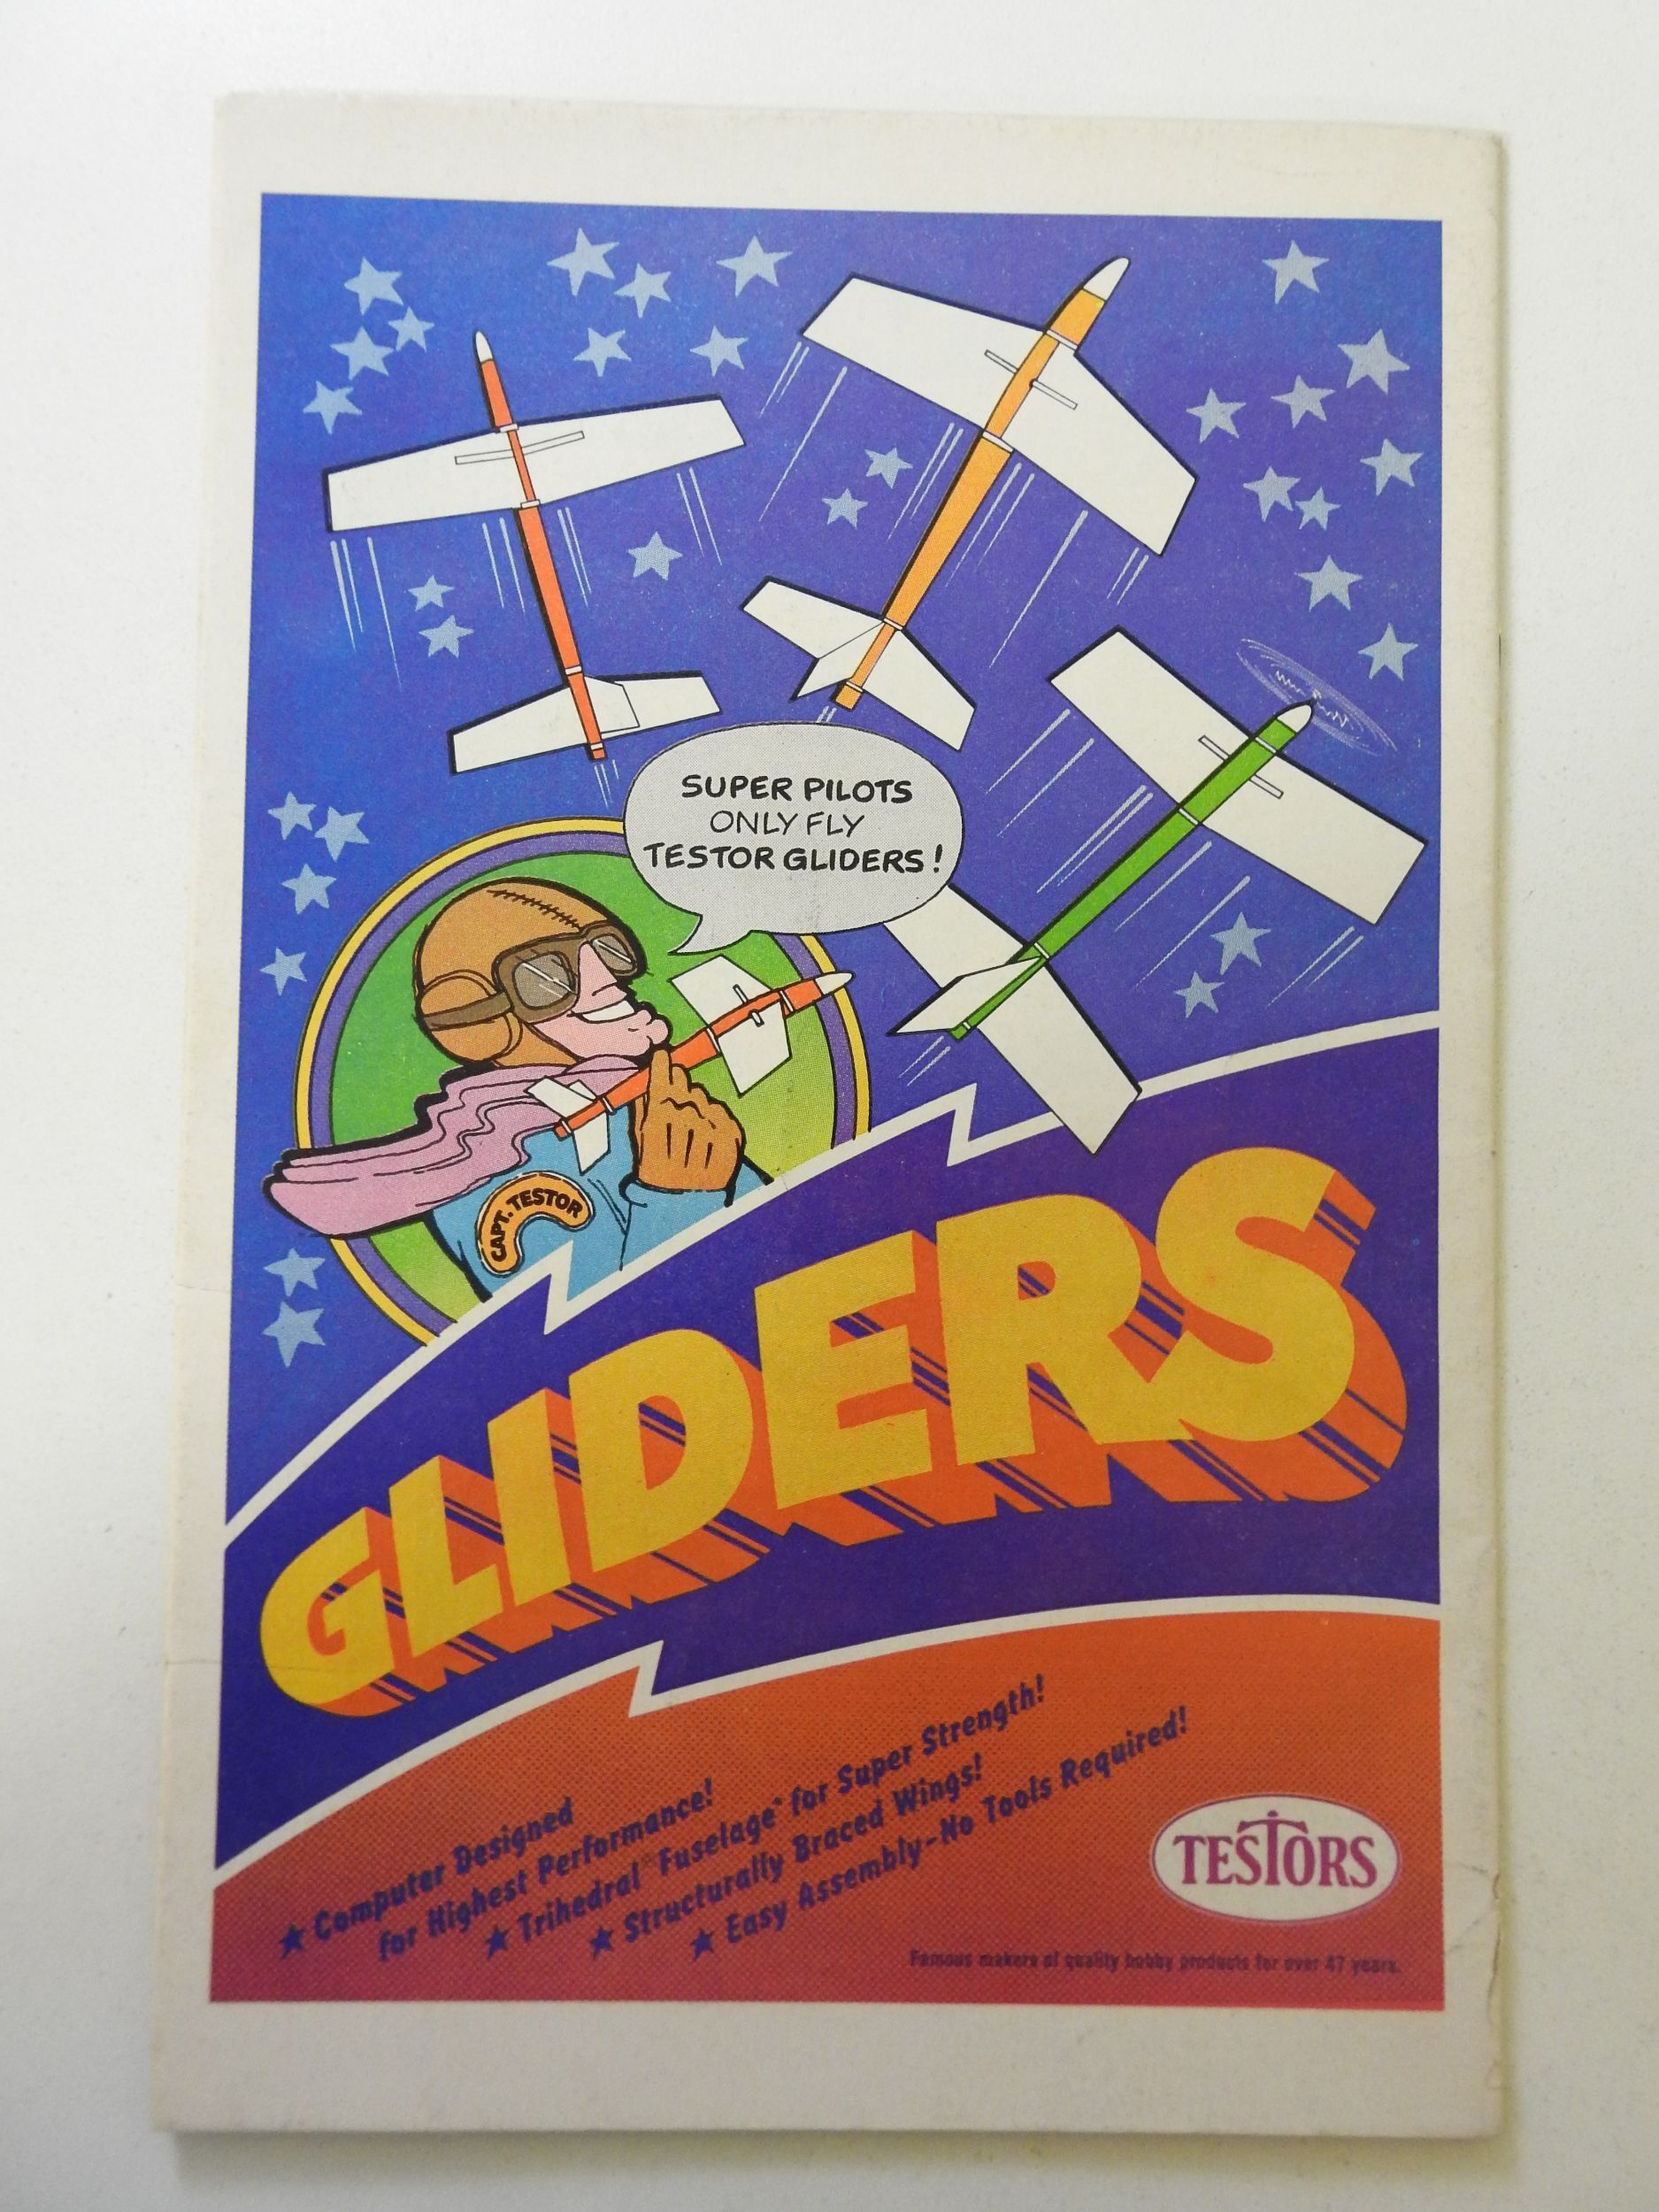 SUPER PILOTS
ONLY FLY
TESTOR GLIDERS!
CAPT. TESTOR
GLIDERS
★ Computer Designed
for Highest Performance!
★ Trihedral Fuselage for Super Strength!
★ Structurally Braced Wings!
★ Easy Assembly-No Tools Required!
TESTORS
Famous makers of quality hobby products for over 47 years.